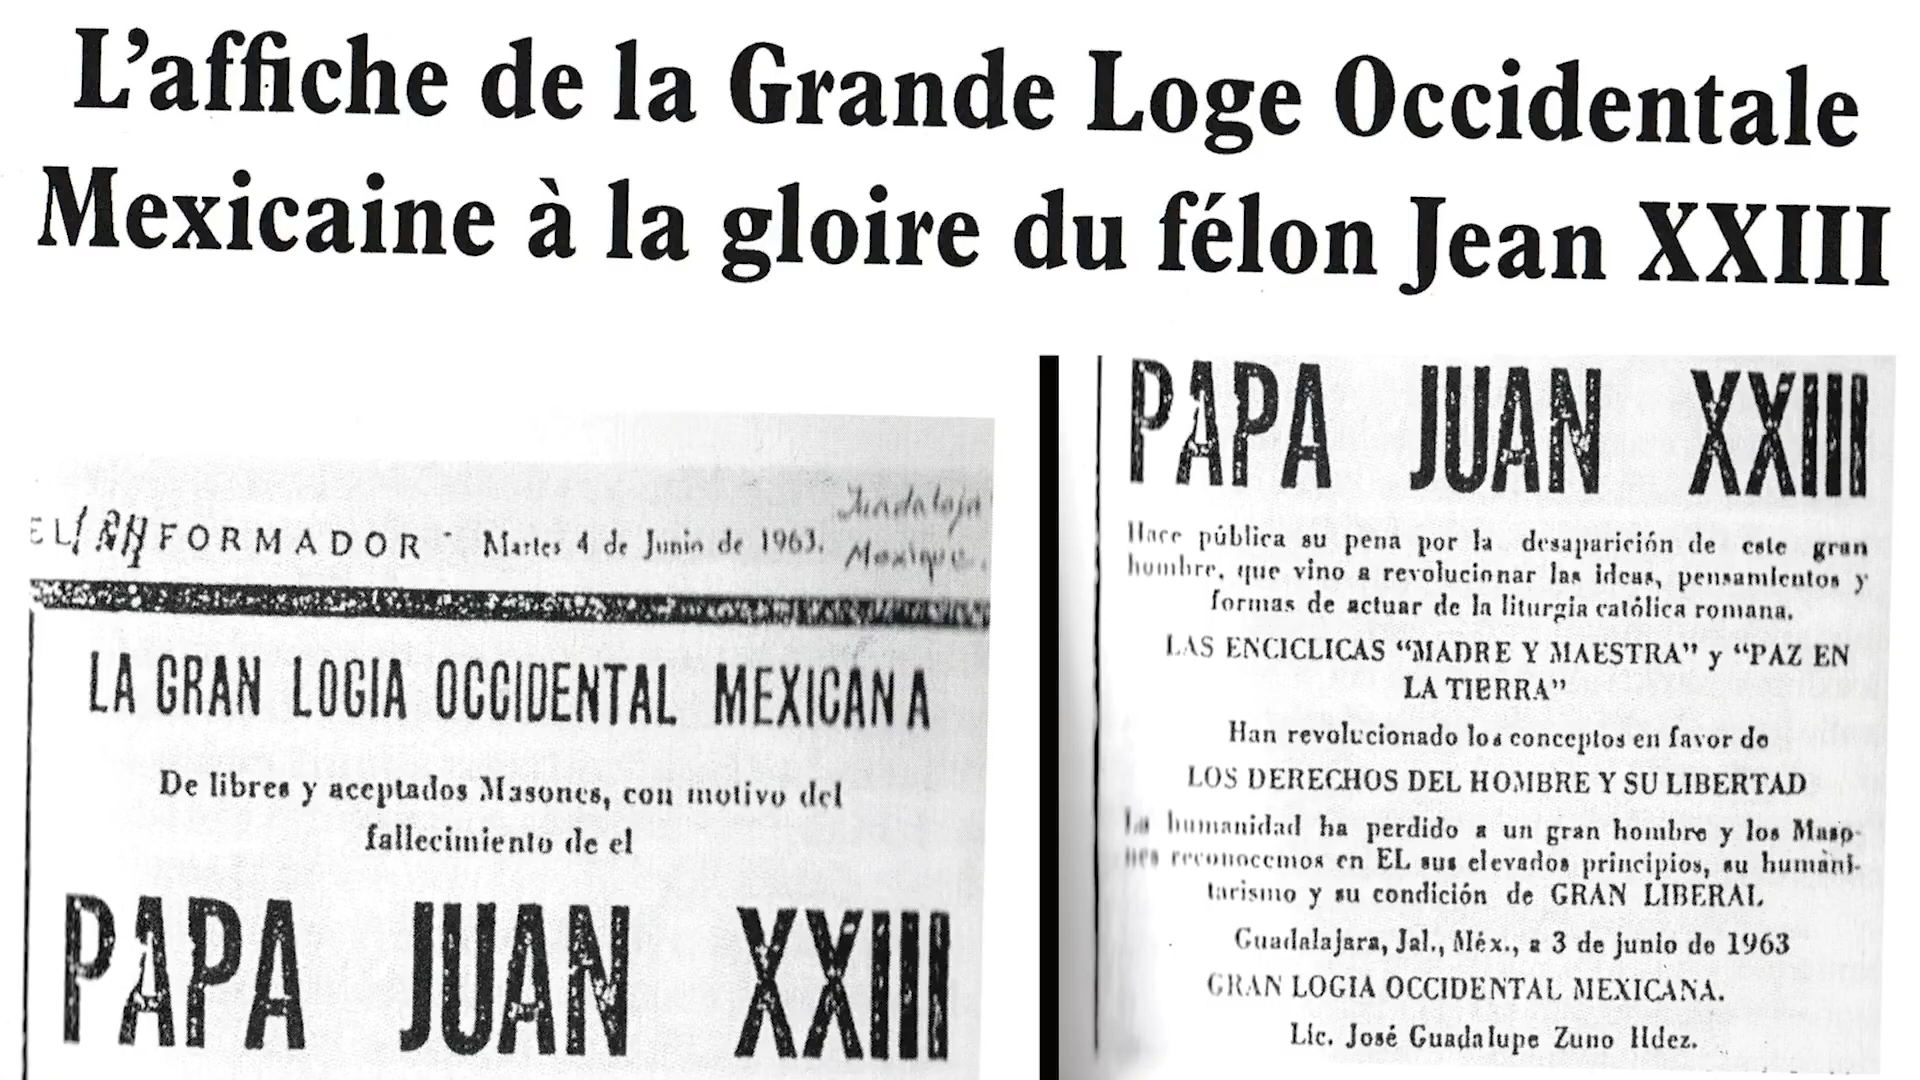 L'affiche de la Grande Loge Occidentale
Mexicaine à la gloire du félon Jean XXIII
EL INFORMADOR - Martes 4 de Junio de 1963.
Guadalaja
Mexique.
LA GRAN LOGIA OCCIDENTAL MEXICANA
De libres y aceptados Masones, con motivo del
fallecimiento de el
PAPA JUAN XXIII
PAPA JUAN XXIII
Hace pública su pena por la desaparición de este gran
hombre, que vino a revolucionar las ideas, pensamientos y
formas de actuar de la liturgia católica romana.
LAS ENCICLICAS "MADRE Y MAESTRA" y "PAZ EN
LA TIERRA"
Han revolucionado los conceptos en favor de
LOS DERECHOS DEL HOMBRE Y SU LIBERTAD
La humanidad ha perdido a un gran hombre y los Maso-
nes reconocemos en EL sus elevados principios, su humani-
tarismo y su condición de GRAN LIBERAL
Guadalajara, Jal., Méx., a 3 de junio de 1963
GRAN LOGIA OCCIDENTAL MEXICANA.
Lic. José Guadalupe Zuno Hdez.